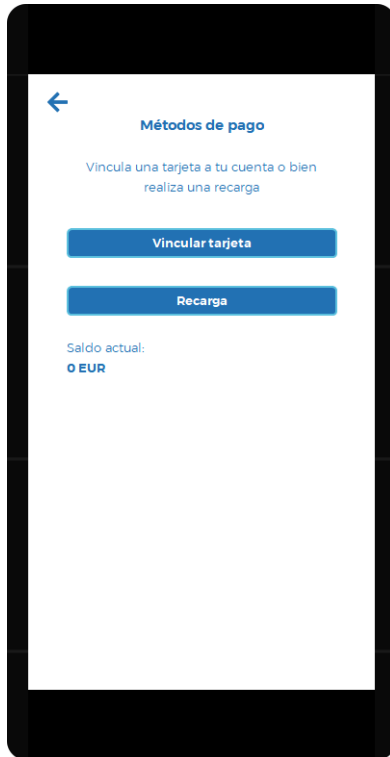 Métodos de pago
Vincula una tarjeta a tu cuenta o bien
realiza una recarga
Vincular tarjeta
Recarga
Saldo actual:
0 EUR